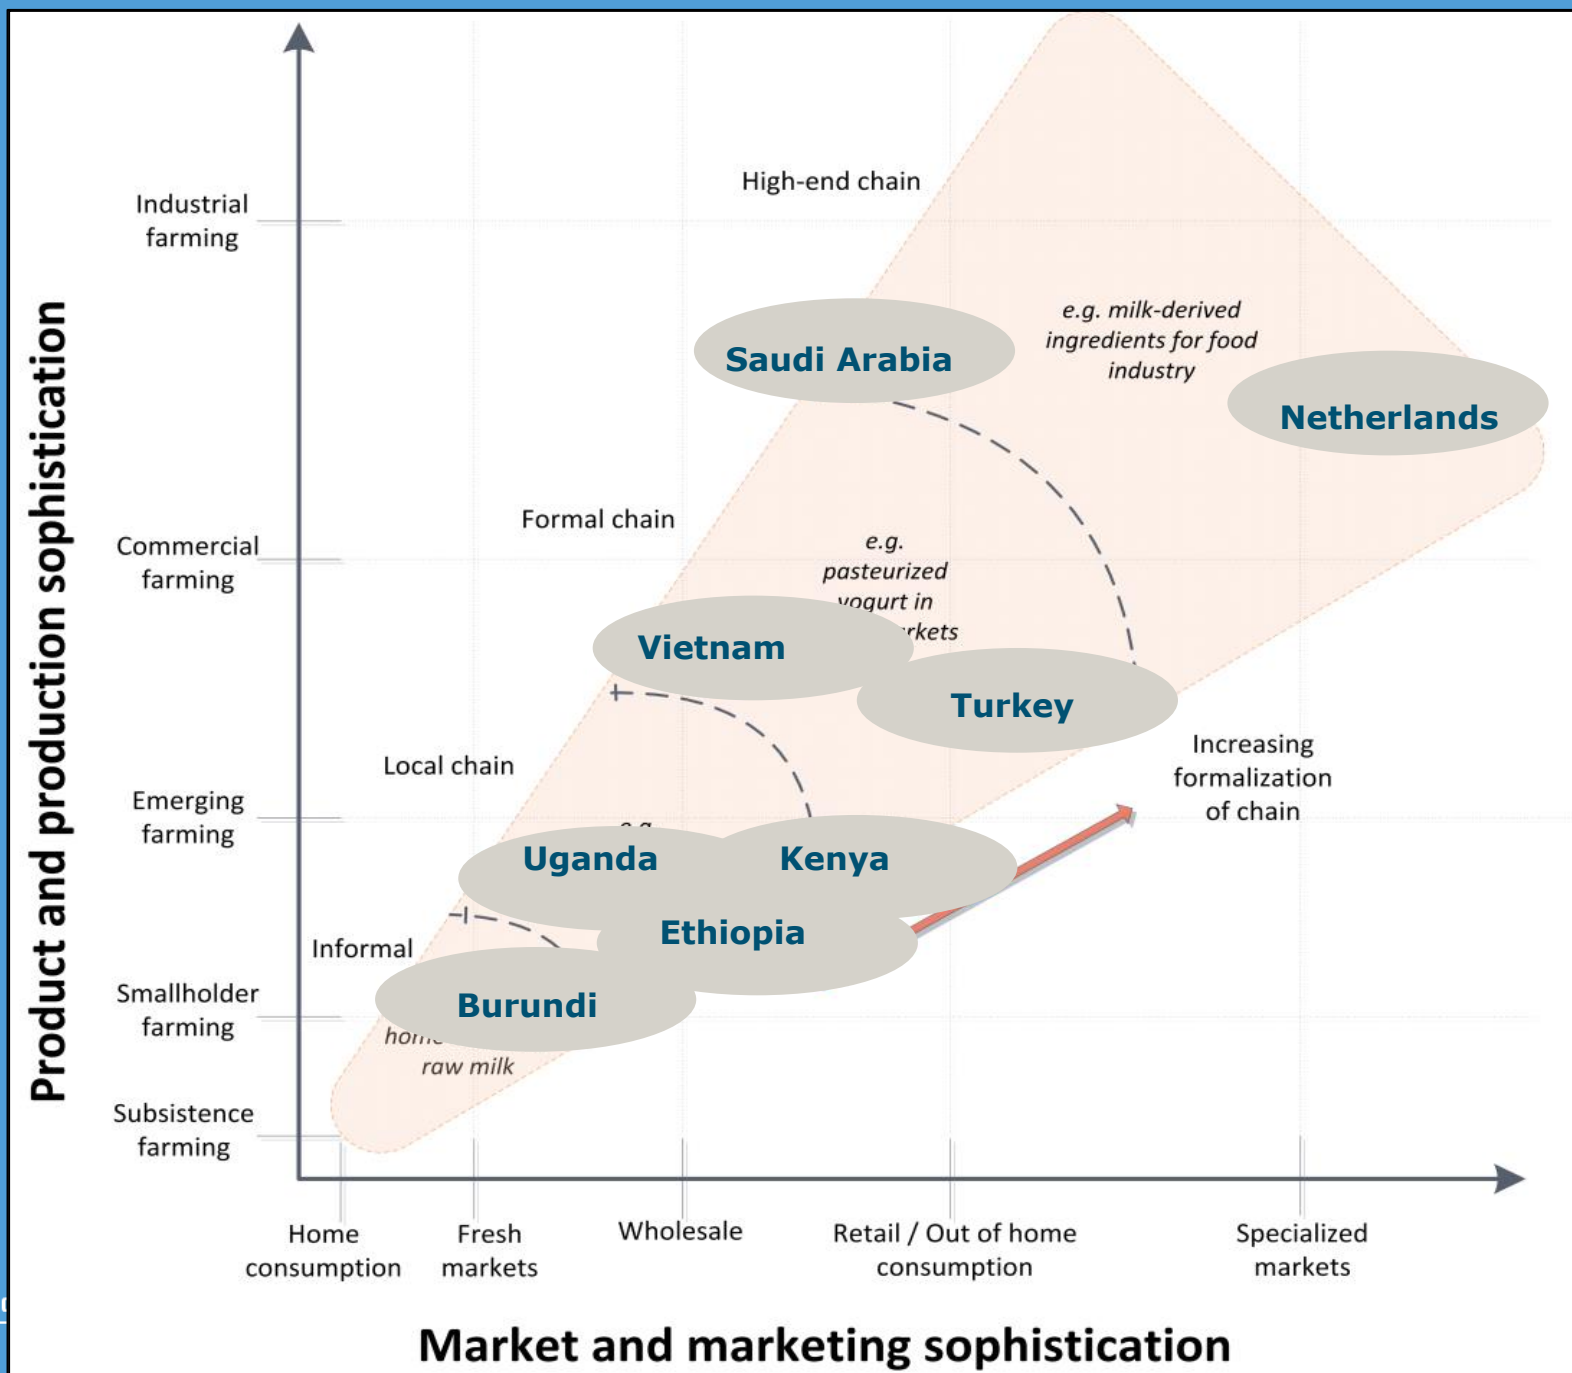 Product and production sophistication
Industrial
farming
Commercial
farming
Emerging
farming
Smallholder
farming
Subsistence
farming
High-end chain
Formal chain
Local chain
Informal
e.g. milk-derived
ingredients for food
industry
Saudi Arabia
Netherlands
e.g.
pasteurized
yogurt in
Vietnam
Turkey
Increasing
formalization
of chain
e.g.
Uganda
Kenya
Ethiopia
Burundi
raw milk
Home
consumption
Fresh
markets
Wholesale
Retail / Out of home
consumption
Specialized
markets
Market and marketing sophistication